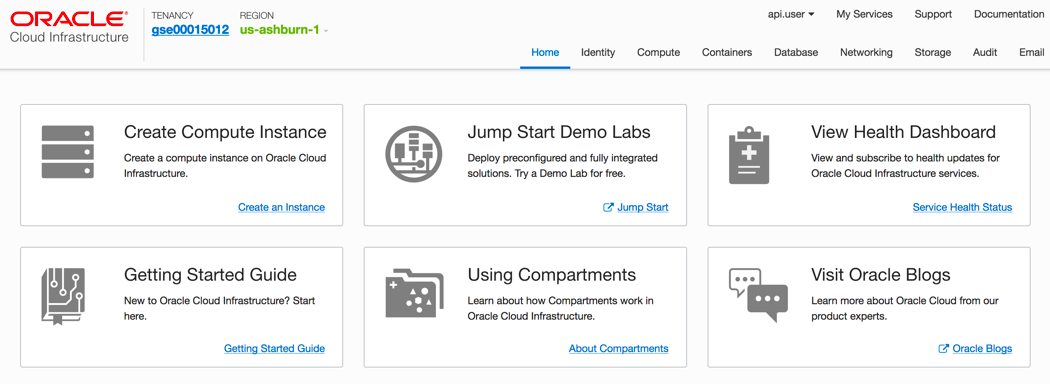 ORACLE®
Cloud Infrastructure
TENANCY
gse00015012
REGION
us-ashburn-1
api.user My Services Support Documentation
Home Identity Compute Containers Database Networking Storage Audit Email
Create Compute Instance
Create a compute instance on Oracle Cloud
Infrastructure.
Create an Instance
Jump Start Demo Labs
Deploy preconfigured and fully integrated
solutions. Try a Demo Lab for free.
Jump Start
View Health Dashboard
View and subscribe to health updates for
Oracle Cloud Infrastructure services.
Service Health Status
Getting Started Guide
New to Oracle Cloud Infrastructure? Start
here.
Getting Started Guide
Using Compartments
Learn about how Compartments work in
Oracle Cloud Infrastructure.
About Compartments
Visit Oracle Blogs
Learn more about Oracle Cloud from our
product experts.
Oracle Blogs